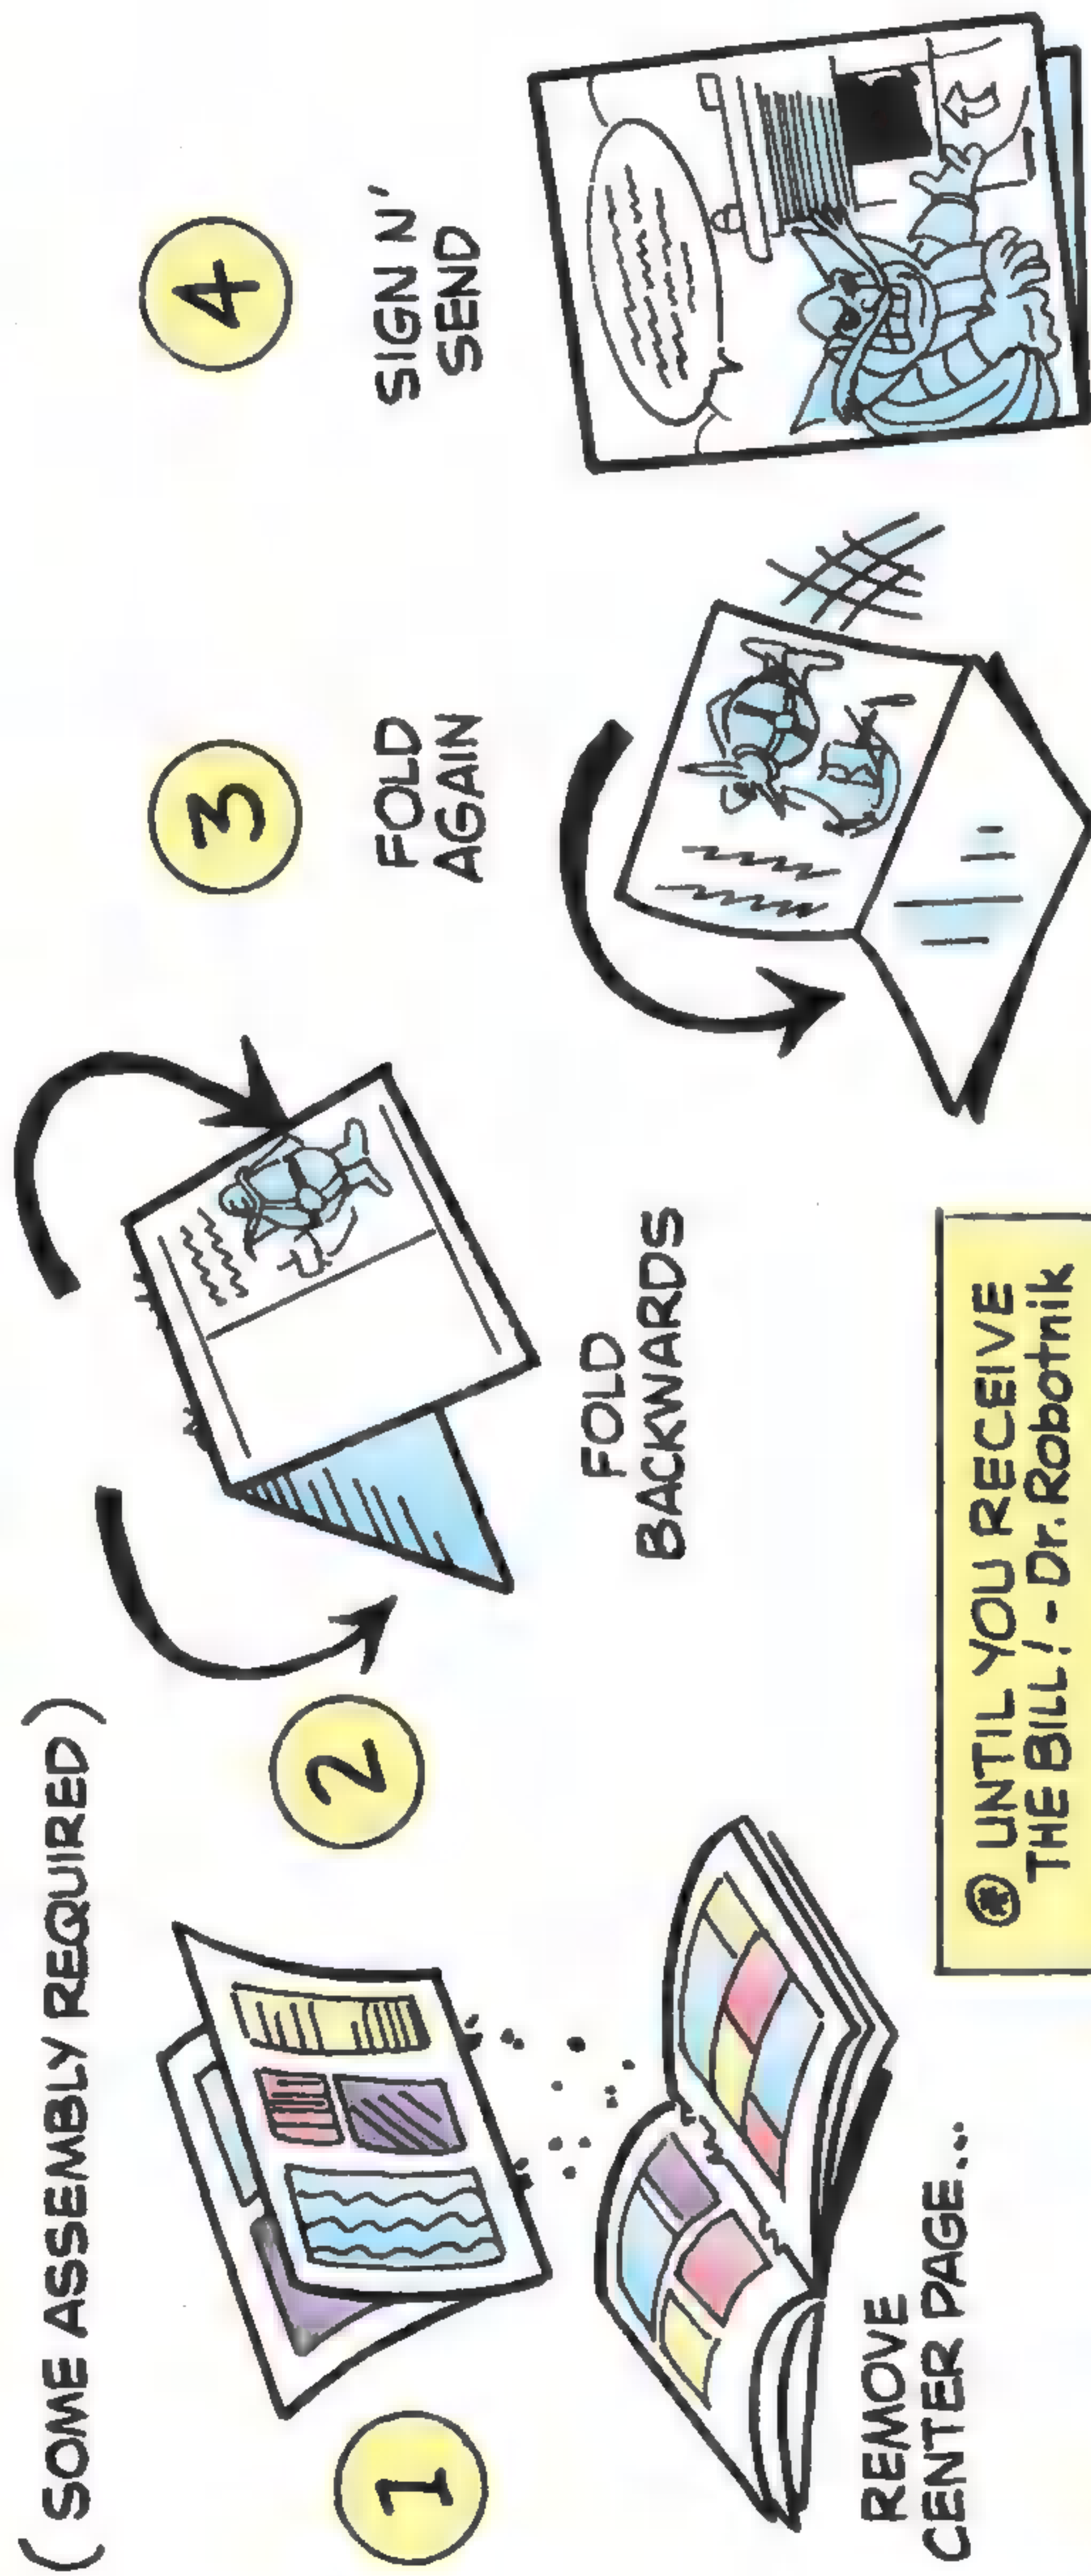 (SOME ASSEMBLY REQUIRED)
1
REMOVE
CENTER PAGE...
2
FOLD
BACKWARDS
3
FOLD
AGAIN
4
SIGN N'
SEND
* UNTIL YOU RECEIVE
THE BILL! - Dr. Robotnik